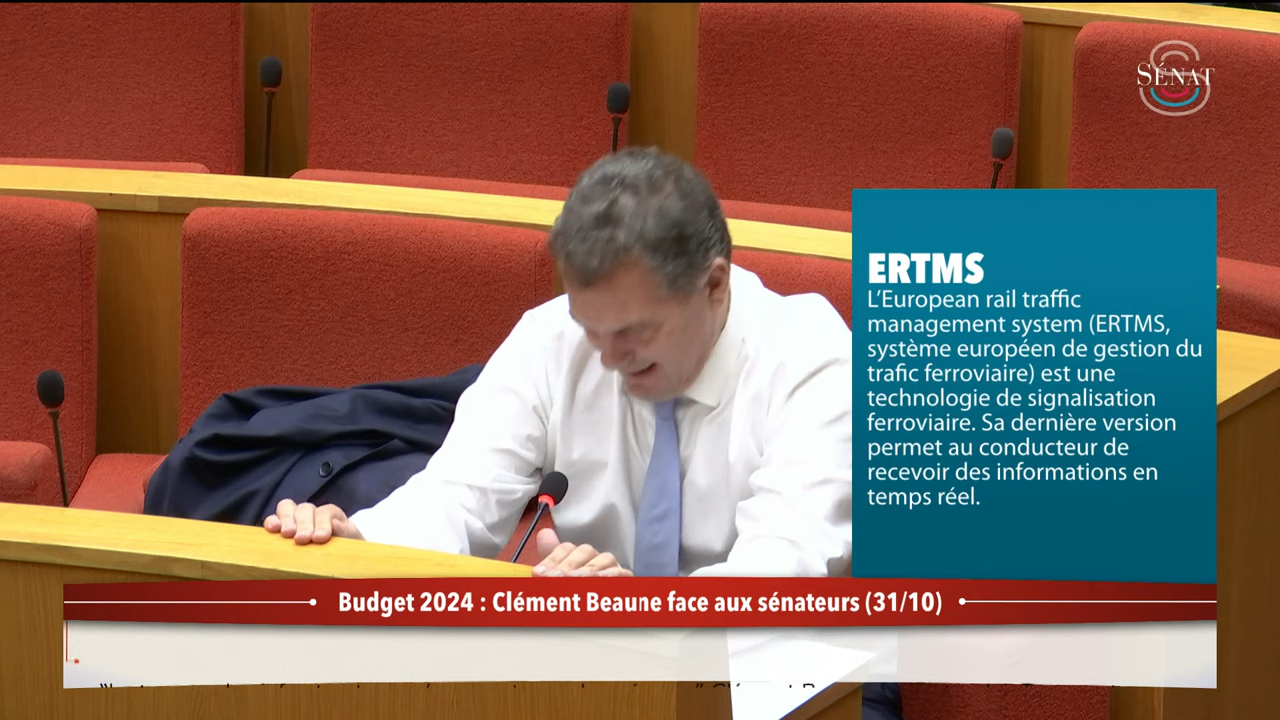 SÉNAT
ERTMS
L'European rail traffic
management system (ERTMS,
système européen de gestion du
trafic ferroviaire) est une
technologie de signalisation
ferroviaire. Sa dernière version
permet au conducteur de
recevoir des informations en
temps réel.
Budget 2024 : Clément Beaune face aux sénateurs (31/10)